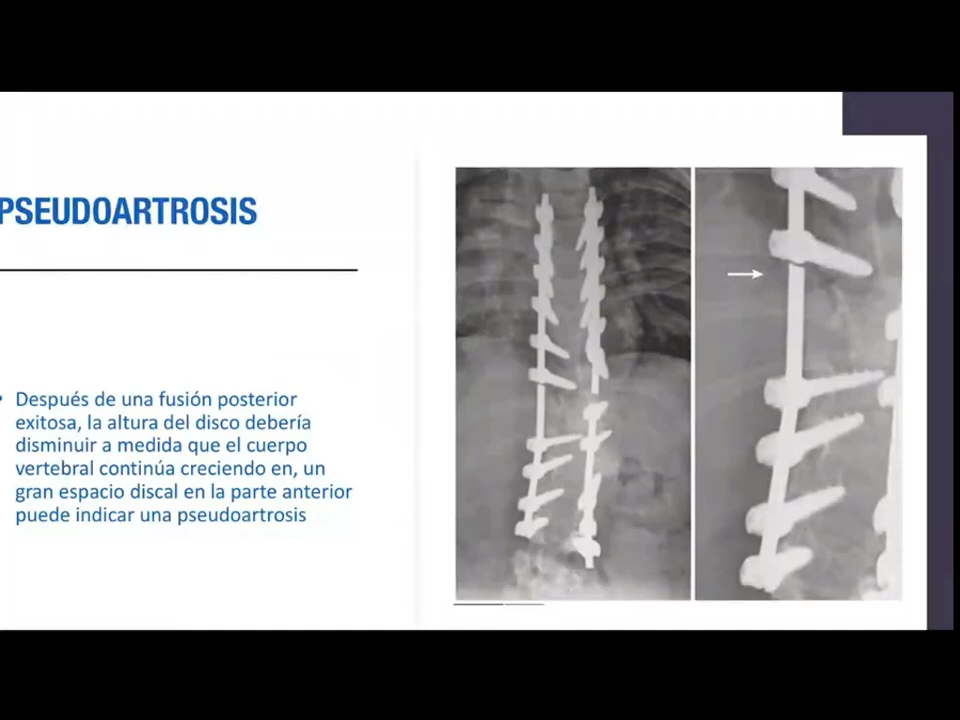 PSEUDOARTROSIS
• Después de una fusión posterior
exitosa, la altura del disco debería
disminuir a medida que el cuerpo
vertebral continúa creciendo en, un
gran espacio discal en la parte anterior
puede indicar una pseudoartrosis